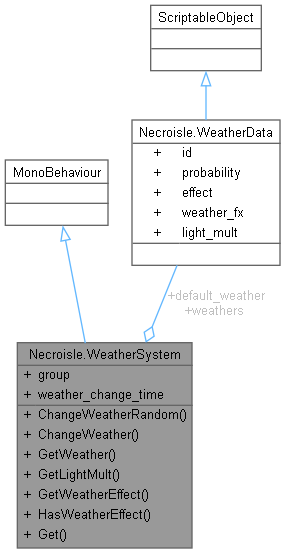 ScriptableObject
Necroisle.WeatherData
+ id
+ probability
+ effect
+ weather_fx
+ light_mult
MonoBehaviour
+default_weather
+weathers
Necroisle.WeatherSystem
+ group
+ weather_change_time
+ ChangeWeatherRandom()
+ ChangeWeather()
+ GetWeather()
+ GetLightMult()
+ GetWeatherEffect()
+ HasWeatherEffect()
+ Get()